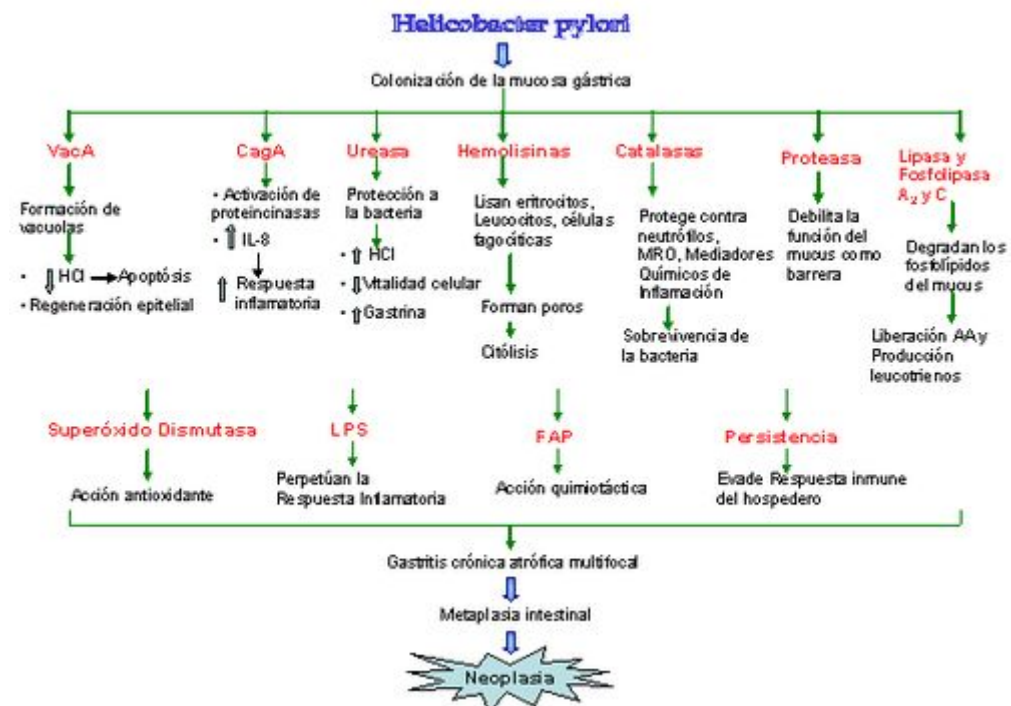 Helicobacter pylori
Colonización de la mucosa gástrica
VacA
Formación de
vacuolas
· ⇩ HCl → Apoptósis
• Regeneración epitelial
CagA
• Activación de
proteincinasas
• ⇧ IL-8
⇧ Respuesta
inflamatoria
Ureasa
Protección a
la bacteria
· ⇧ HCl
· ⇩ Vitalidad celular
· ⇧ Gastrina
Hemolisinas
Lisan eritrocitos,
Leucocitos, células
fagocíticas
Forman poros
Citólisis
Catalasas
Protege contra
neutrófilos,
MRO, Mediadores
Químicos de
Inflamación
Sobrevivencia de
la bacteria
Proteasa
Debilita la
función del
mucus como
barrera
Lipasa y
Fosfolipasa
A₂ y C
Degradan los
fosfolípidos
del mucus
Liberación AA y
Producción
leucotrienos
Superóxido Dismutasa
Acción antioxidante
LPS
Perpetúan la
Respuesta Inflamatoria
FAP
Acción quimiotáctica
Persistencia
Evade Respuesta inmune
del hospedero
Gastritis crónica atrófica multifocal
Metaplasia intestinal
Neoplasia